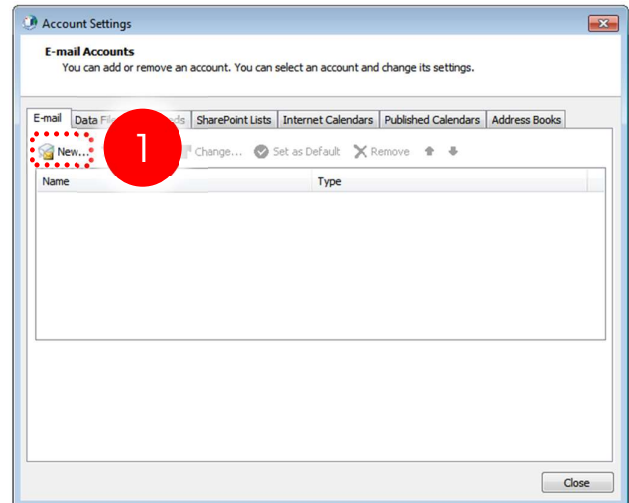 Account Settings
E-mail Accounts
You can add or remove an account. You can select an account and change its settings.
E-mail Data SharePoint Lists Internet Calendars Published Calendars Address Books
New... 1 Change... Set as Default Remove
Name Type
Close